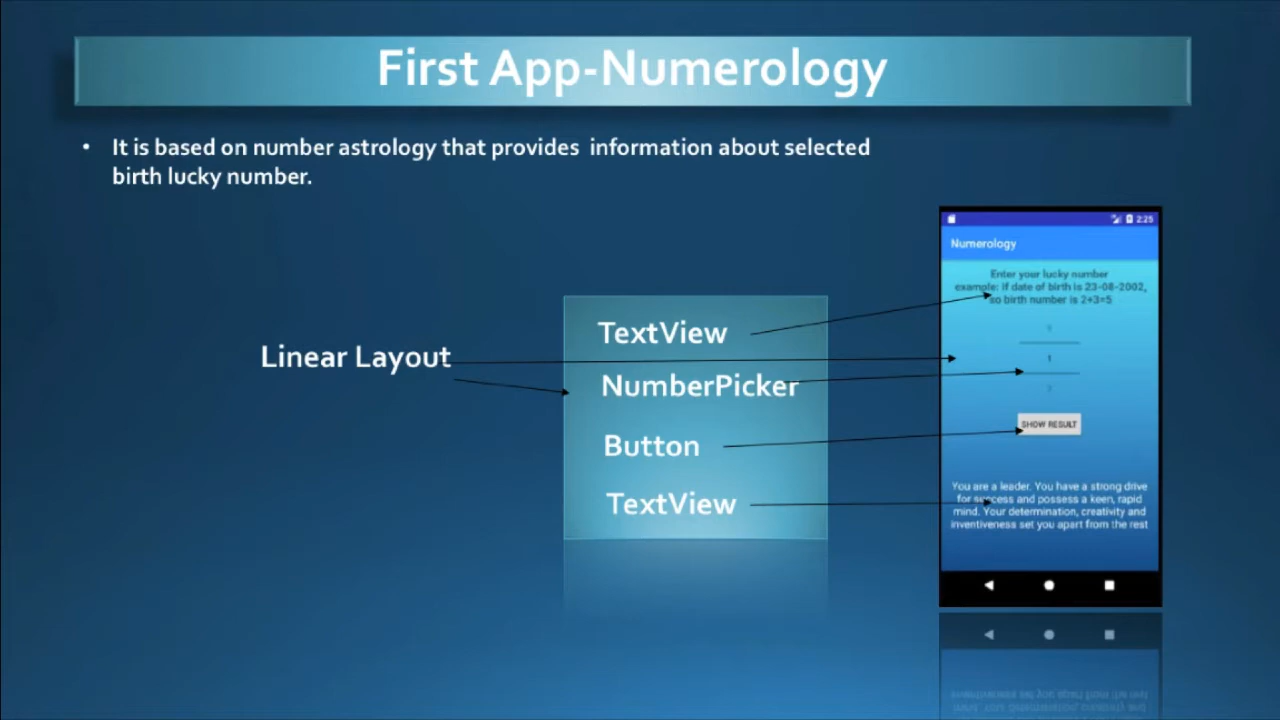 First App-Numerology
• It is based on number astrology that provides information about selected
birth lucky number.
2:25
Numerology
Enter your lucky number
example: if date of birth is 23-08-2002,
so birth number is 2+3=5
TextView
Linear Layout
1
NumberPicker
SHOW RESULT
Button
TextView
You are a leader. You have a strong drive
for success and possess a keen, rapid
mind. Your determination, creativity and
inventiveness set you apart from the rest